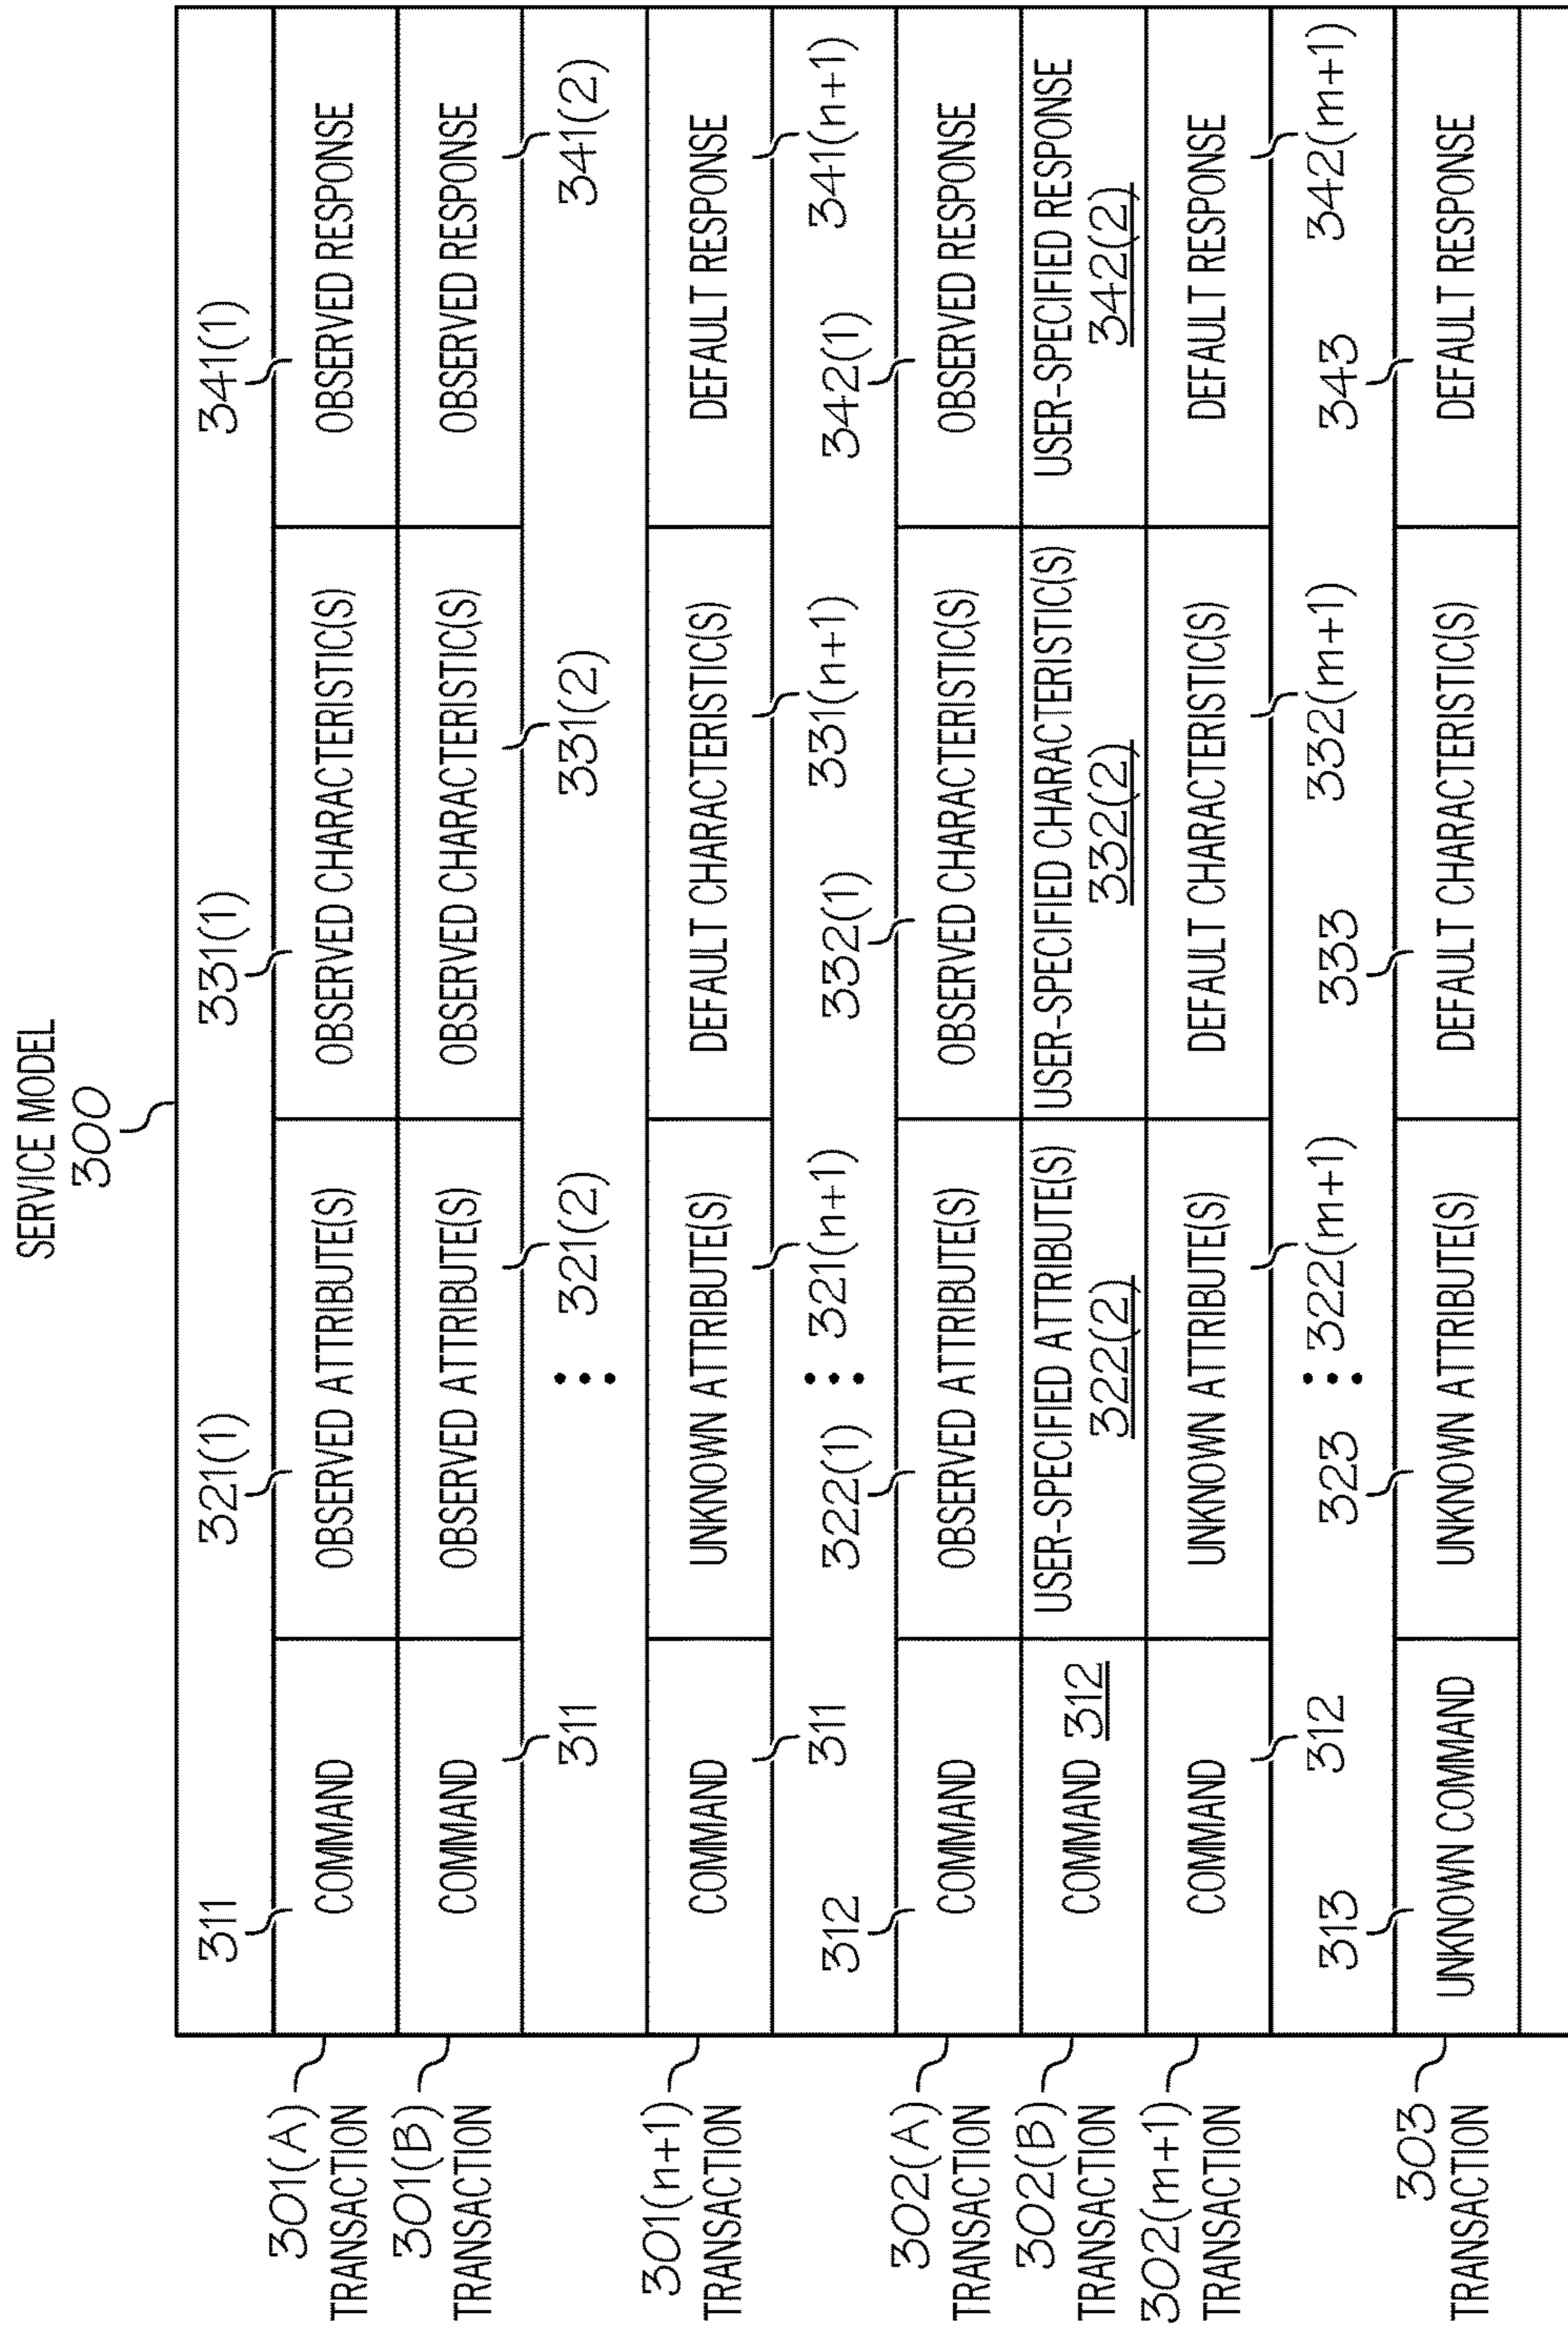 SERVICE MODEL
300
311 321(1) 331(1) 341(1)
301(A)
TRANSACTION
COMMAND OBSERVED ATTRIBUTE(S) OBSERVED CHARACTERISTIC(S) OBSERVED RESPONSE
301(B)
TRANSACTION
COMMAND OBSERVED ATTRIBUTE(S) OBSERVED CHARACTERISTIC(S) OBSERVED RESPONSE
311 321(2) 331(2) 341(2)
301(n+1)
TRANSACTION
COMMAND UNKNOWN ATTRIBUTE(S) DEFAULT CHARACTERISTIC(S) DEFAULT RESPONSE
312 311 322(1) 321(n+1) 332(1) 331(n+1) 342(1) 341(n+1)
302(A)
TRANSACTION
COMMAND OBSERVED ATTRIBUTE(S) OBSERVED CHARACTERISTIC(S) OBSERVED RESPONSE
302(B)
TRANSACTION
COMMAND 312 USER-SPECIFIED ATTRIBUTE(S) USER-SPECIFIED CHARACTERISTIC(S) USER-SPECIFIED RESPONSE
322(2) 332(2) 342(2)
302(m+1)
TRANSACTION
COMMAND UNKNOWN ATTRIBUTE(S) DEFAULT CHARACTERISTIC(S) DEFAULT RESPONSE
313 312 323 322(m+1) 333 332(m+1) 343 342(m+1)
303
TRANSACTION
UNKNOWN COMMAND UNKNOWN ATTRIBUTE(S) DEFAULT CHARACTERISTIC(S) DEFAULT RESPONSE